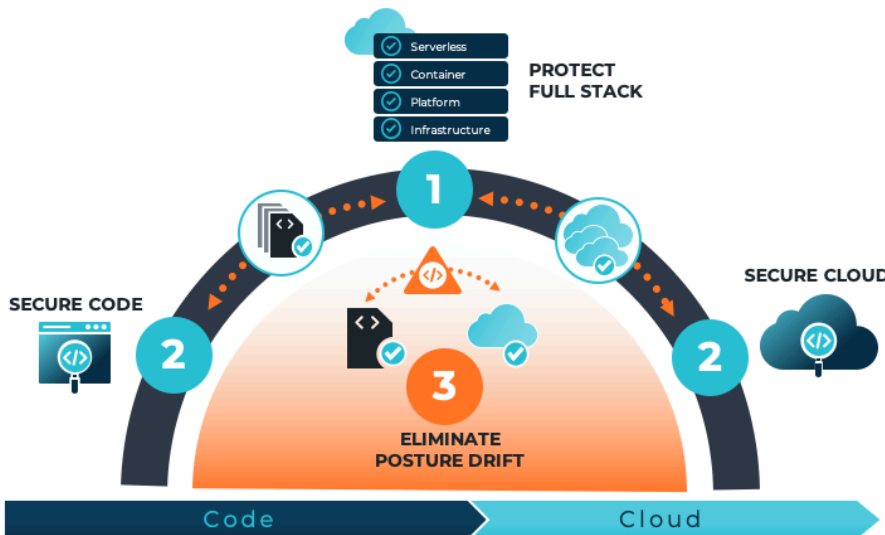 Serverless
Container
Platform
Infrastructure
PROTECT
FULL STACK
1
</>
SECURE CODE
</>
2
</>
< >
3
ELIMINATE
POSTURE DRIFT
SECURE CLOUD
</>
2
Code
Cloud